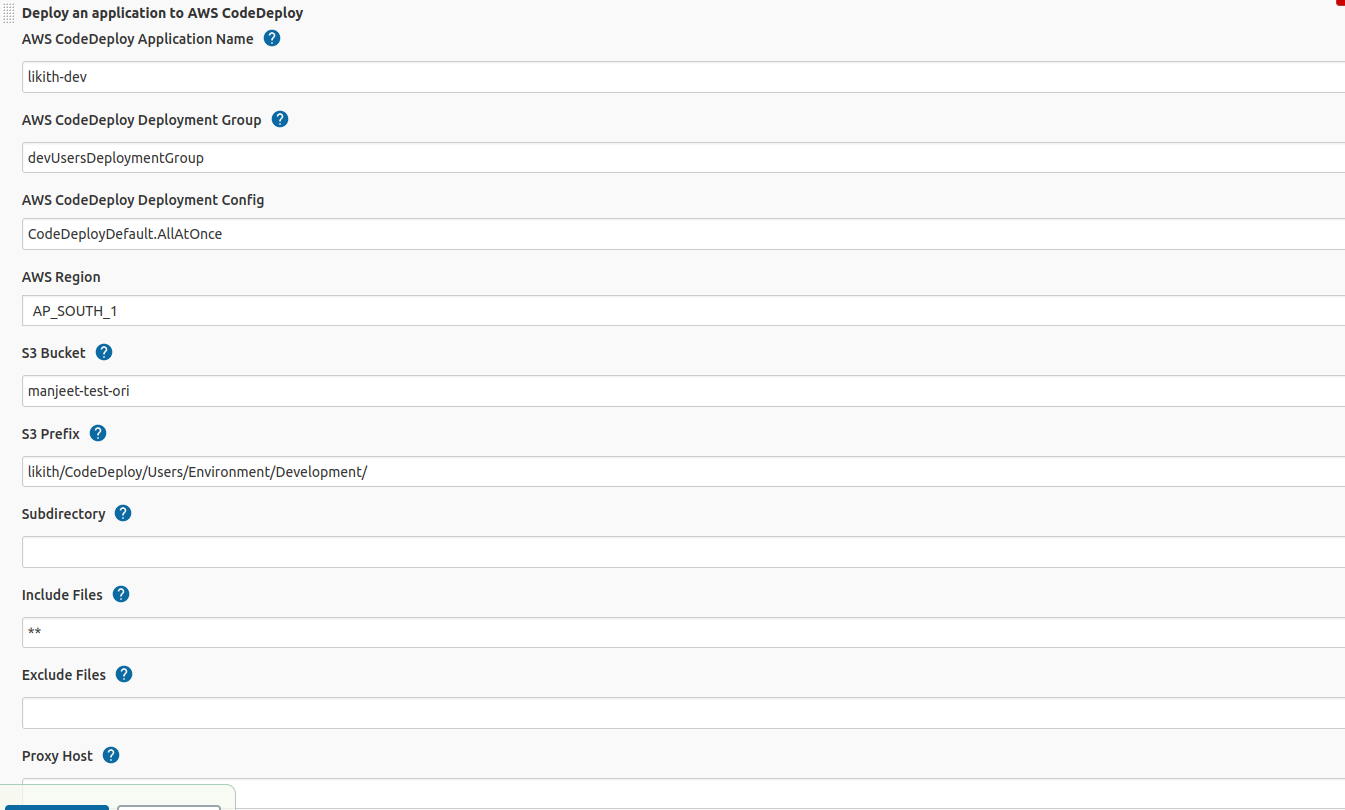 Deploy an application to AWS CodeDeploy
AWS CodeDeploy Application Name ?
likith-dev
AWS CodeDeploy Deployment Group ?
devUsersDeploymentGroup
AWS CodeDeploy Deployment Config
CodeDeployDefault.AllAtOnce
AWS Region
AP_SOUTH_1
S3 Bucket ?
manjeet-test-ori
S3 Prefix ?
likith/CodeDeploy/Users/Environment/Development/
Subdirectory ?
Include Files ?
**
Exclude Files ?
Proxy Host ?